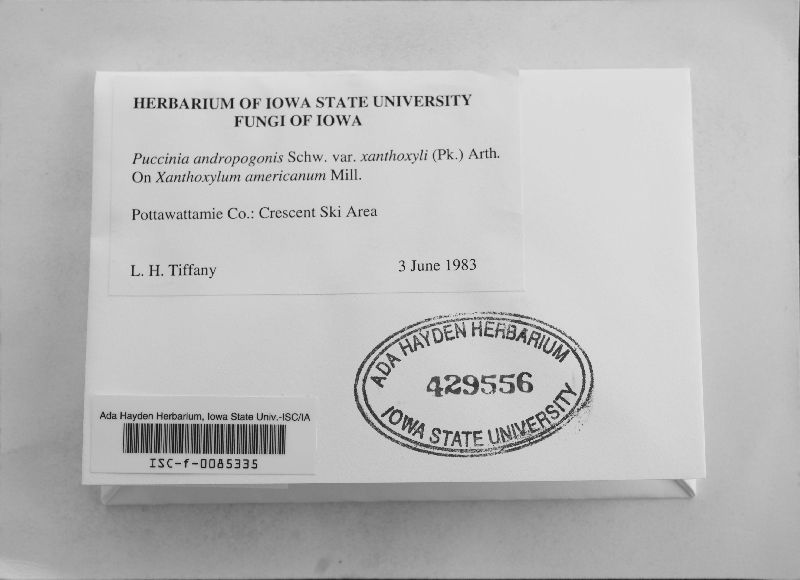 HERBARIUM OF IOWA STATE UNIVERSITY
FUNGI OF IOWA
Puccinia andropogonis Schw. var. xanthoxyli (Pk.) Arth.
On Xanthoxylum americanum Mill.
Pottawattamie Co.: Crescent Ski Area
L. H. Tiffany 3 June 1983
ADA HAYDEN HERBARIUM
429556
IOWA STATE UNIVERSITY
Ada Hayden Herbarium, Iowa State Univ.-ISC/IA
ISC-f-0085335